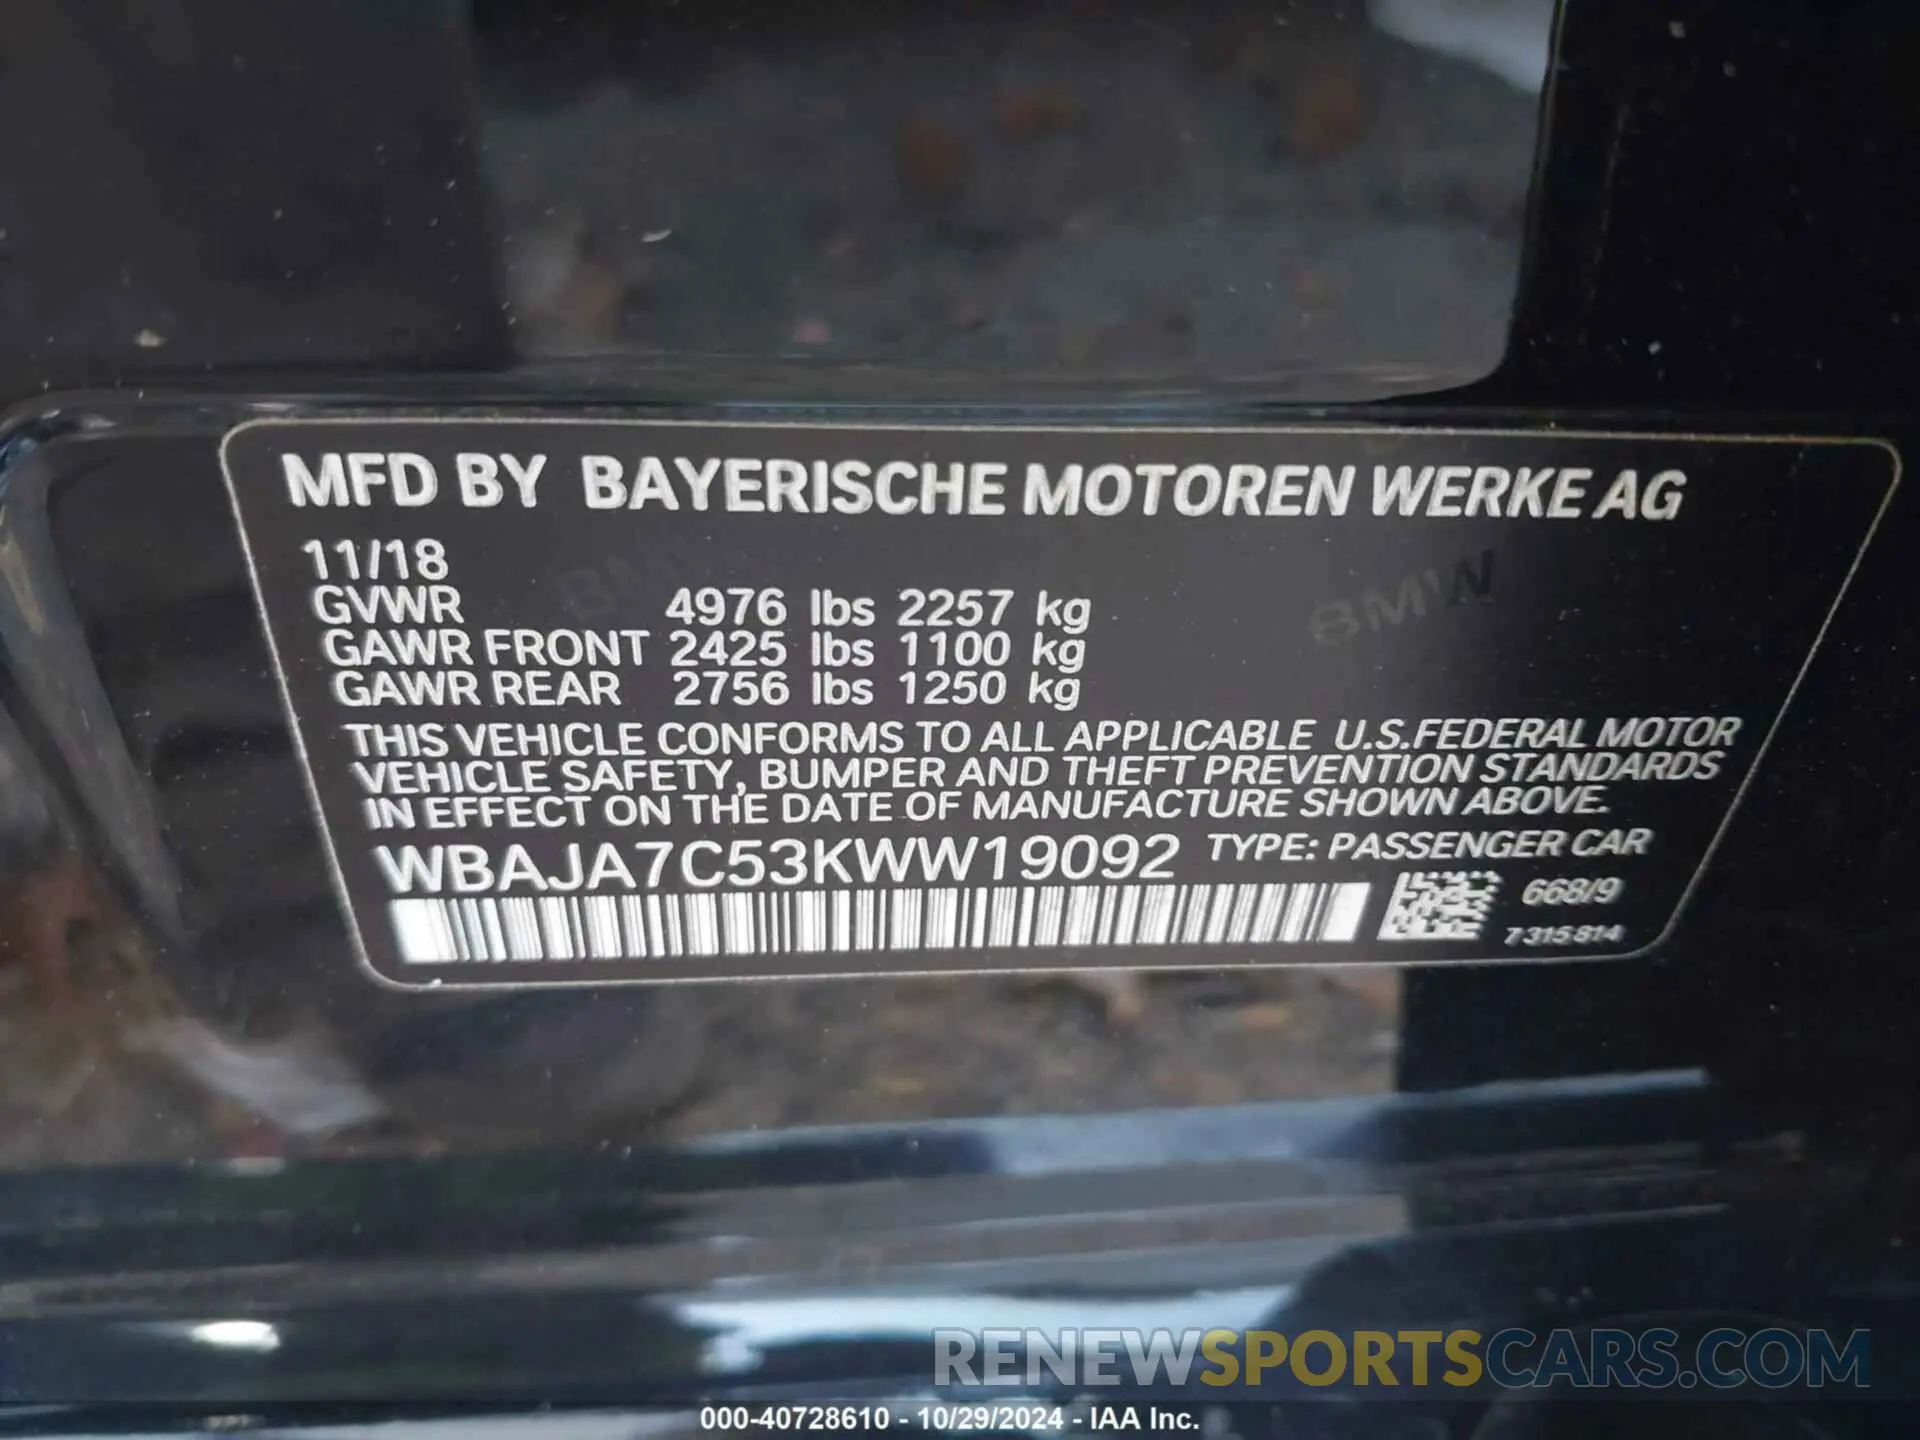 MFD BY BAYERISCHE MOTOREN WERKE AG
11/18
GVWR 4976 lbs 2257 kg
GAWR FRONT 2425 lbs 1100 kg
GAWR REAR 2756 lbs 1250 kg
BMW
BMW
THIS VEHICLE CONFORMS TO ALL APPLICABLE U.S.FEDERAL MOTOR
VEHICLE SAFETY, BUMPER AND THEFT PREVENTION STANDARDS
IN EFFECT ON THE DATE OF MANUFACTURE SHOWN ABOVE.
WBAJA7C53KWW19092 TYPE: PASSENGER CAR
668/9
7315814
RENEWSPORTSCARS.COM
000-40728610 - 10/29/2024 - IAA Inc.